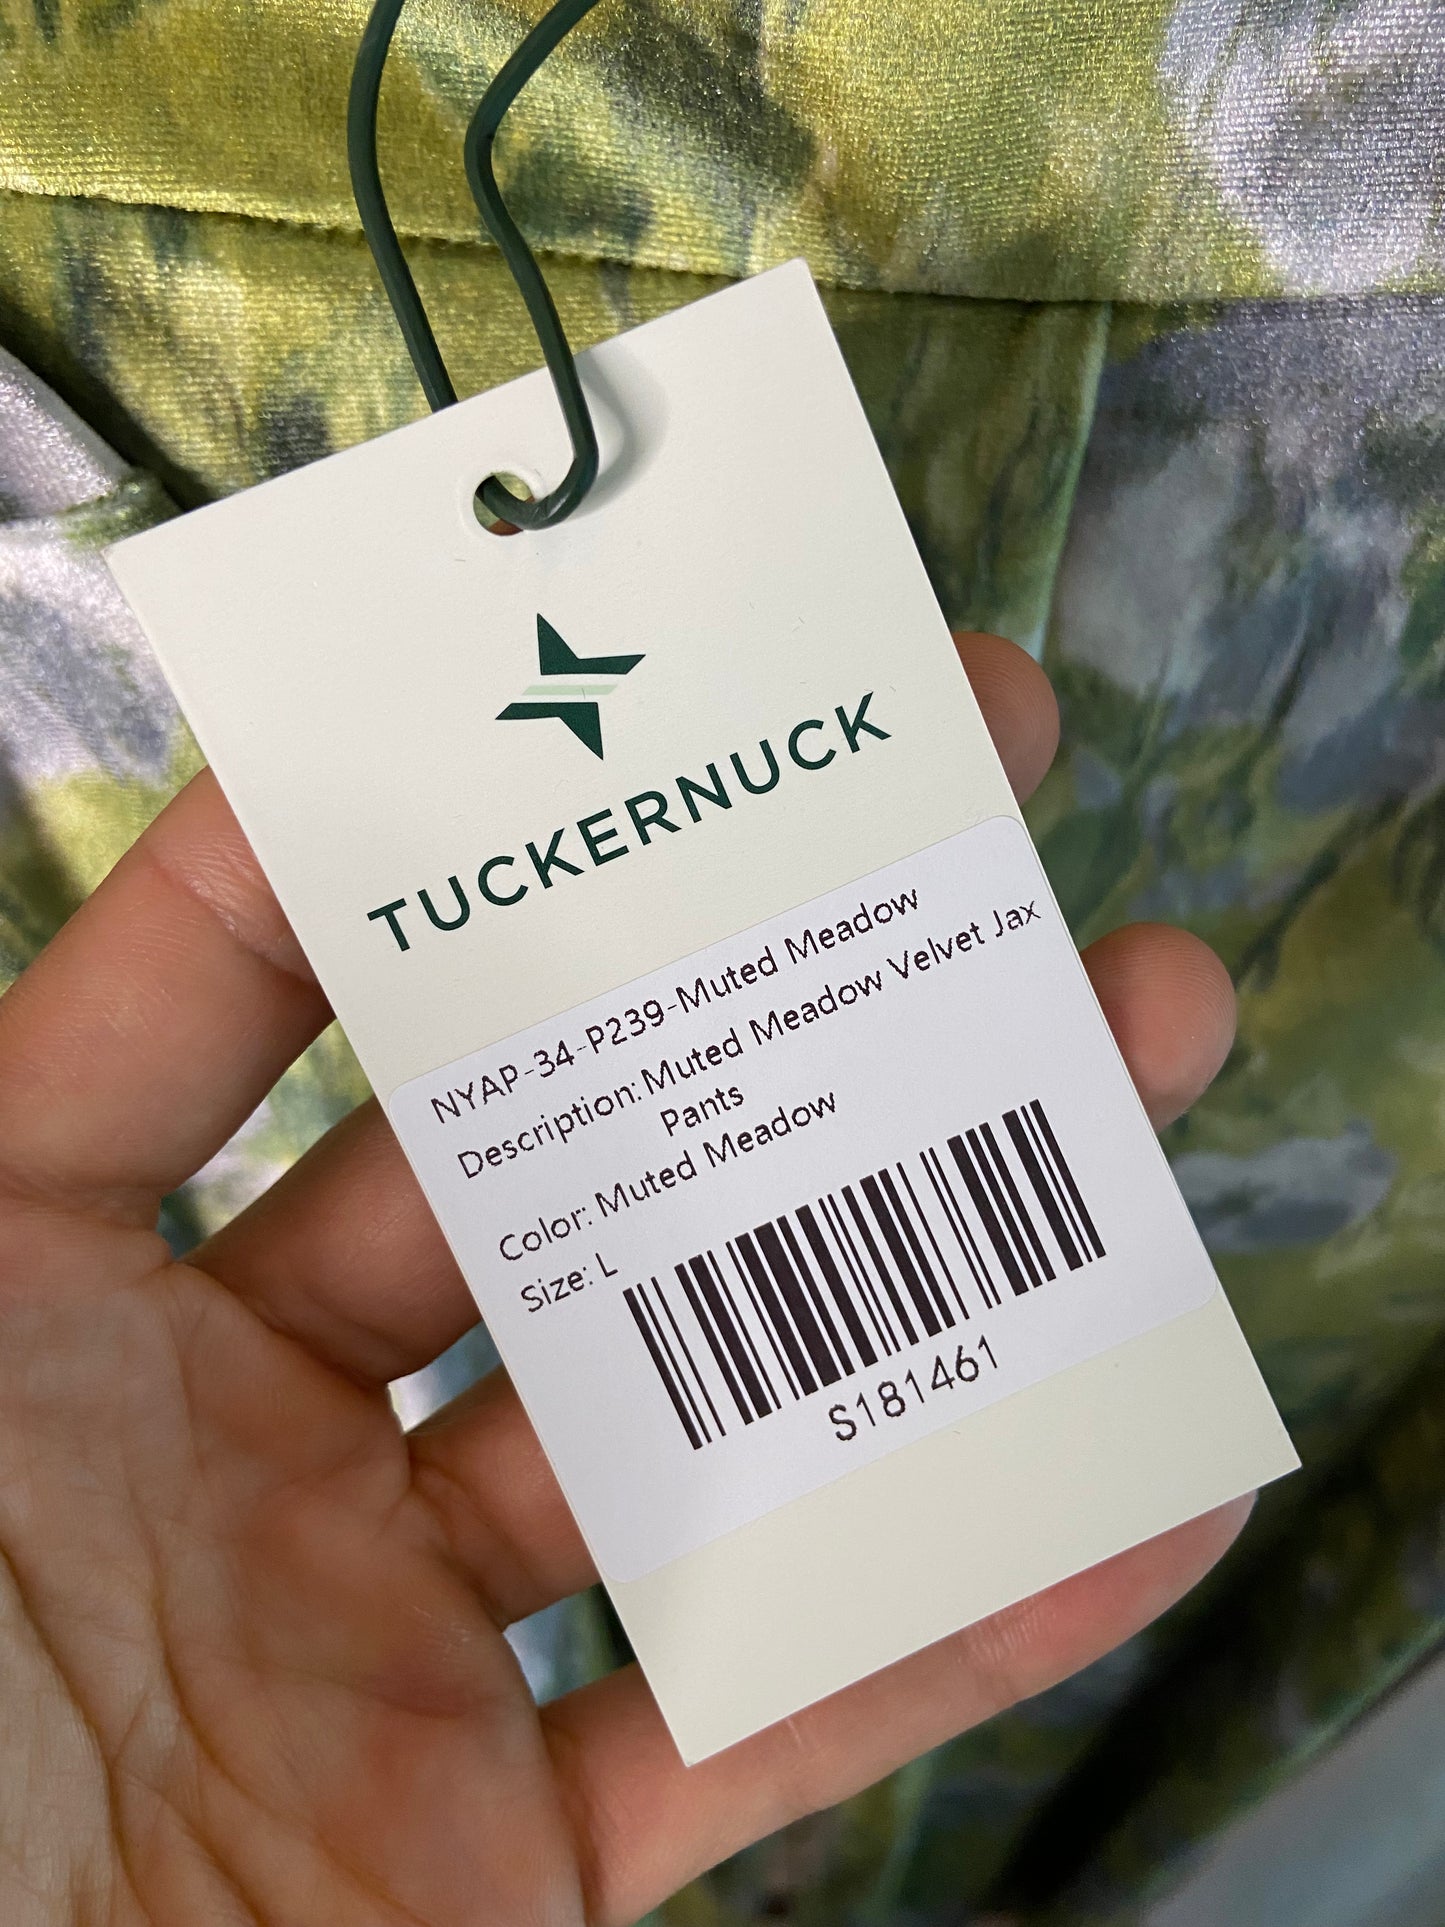 TUCKERNUCK
NYAP-34-P239-Muted Meadow
Description: Muted Meadow Velvet Jax
Pants
Color: Muted Meadow
Size: L
S181461